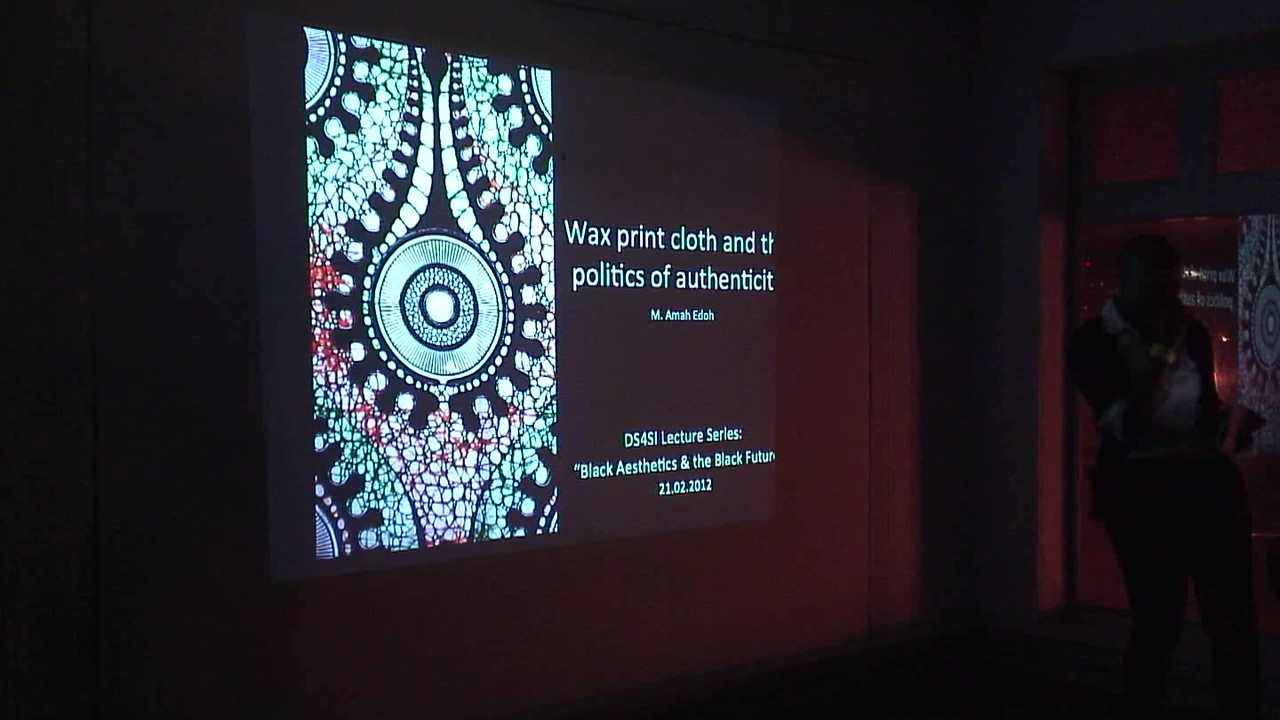 Wax print cloth and th
politics of authenticit
M. Amah Edoh
DS4SI Lecture Series:
“Black Aesthetics & the Black Futur
21.02.2012